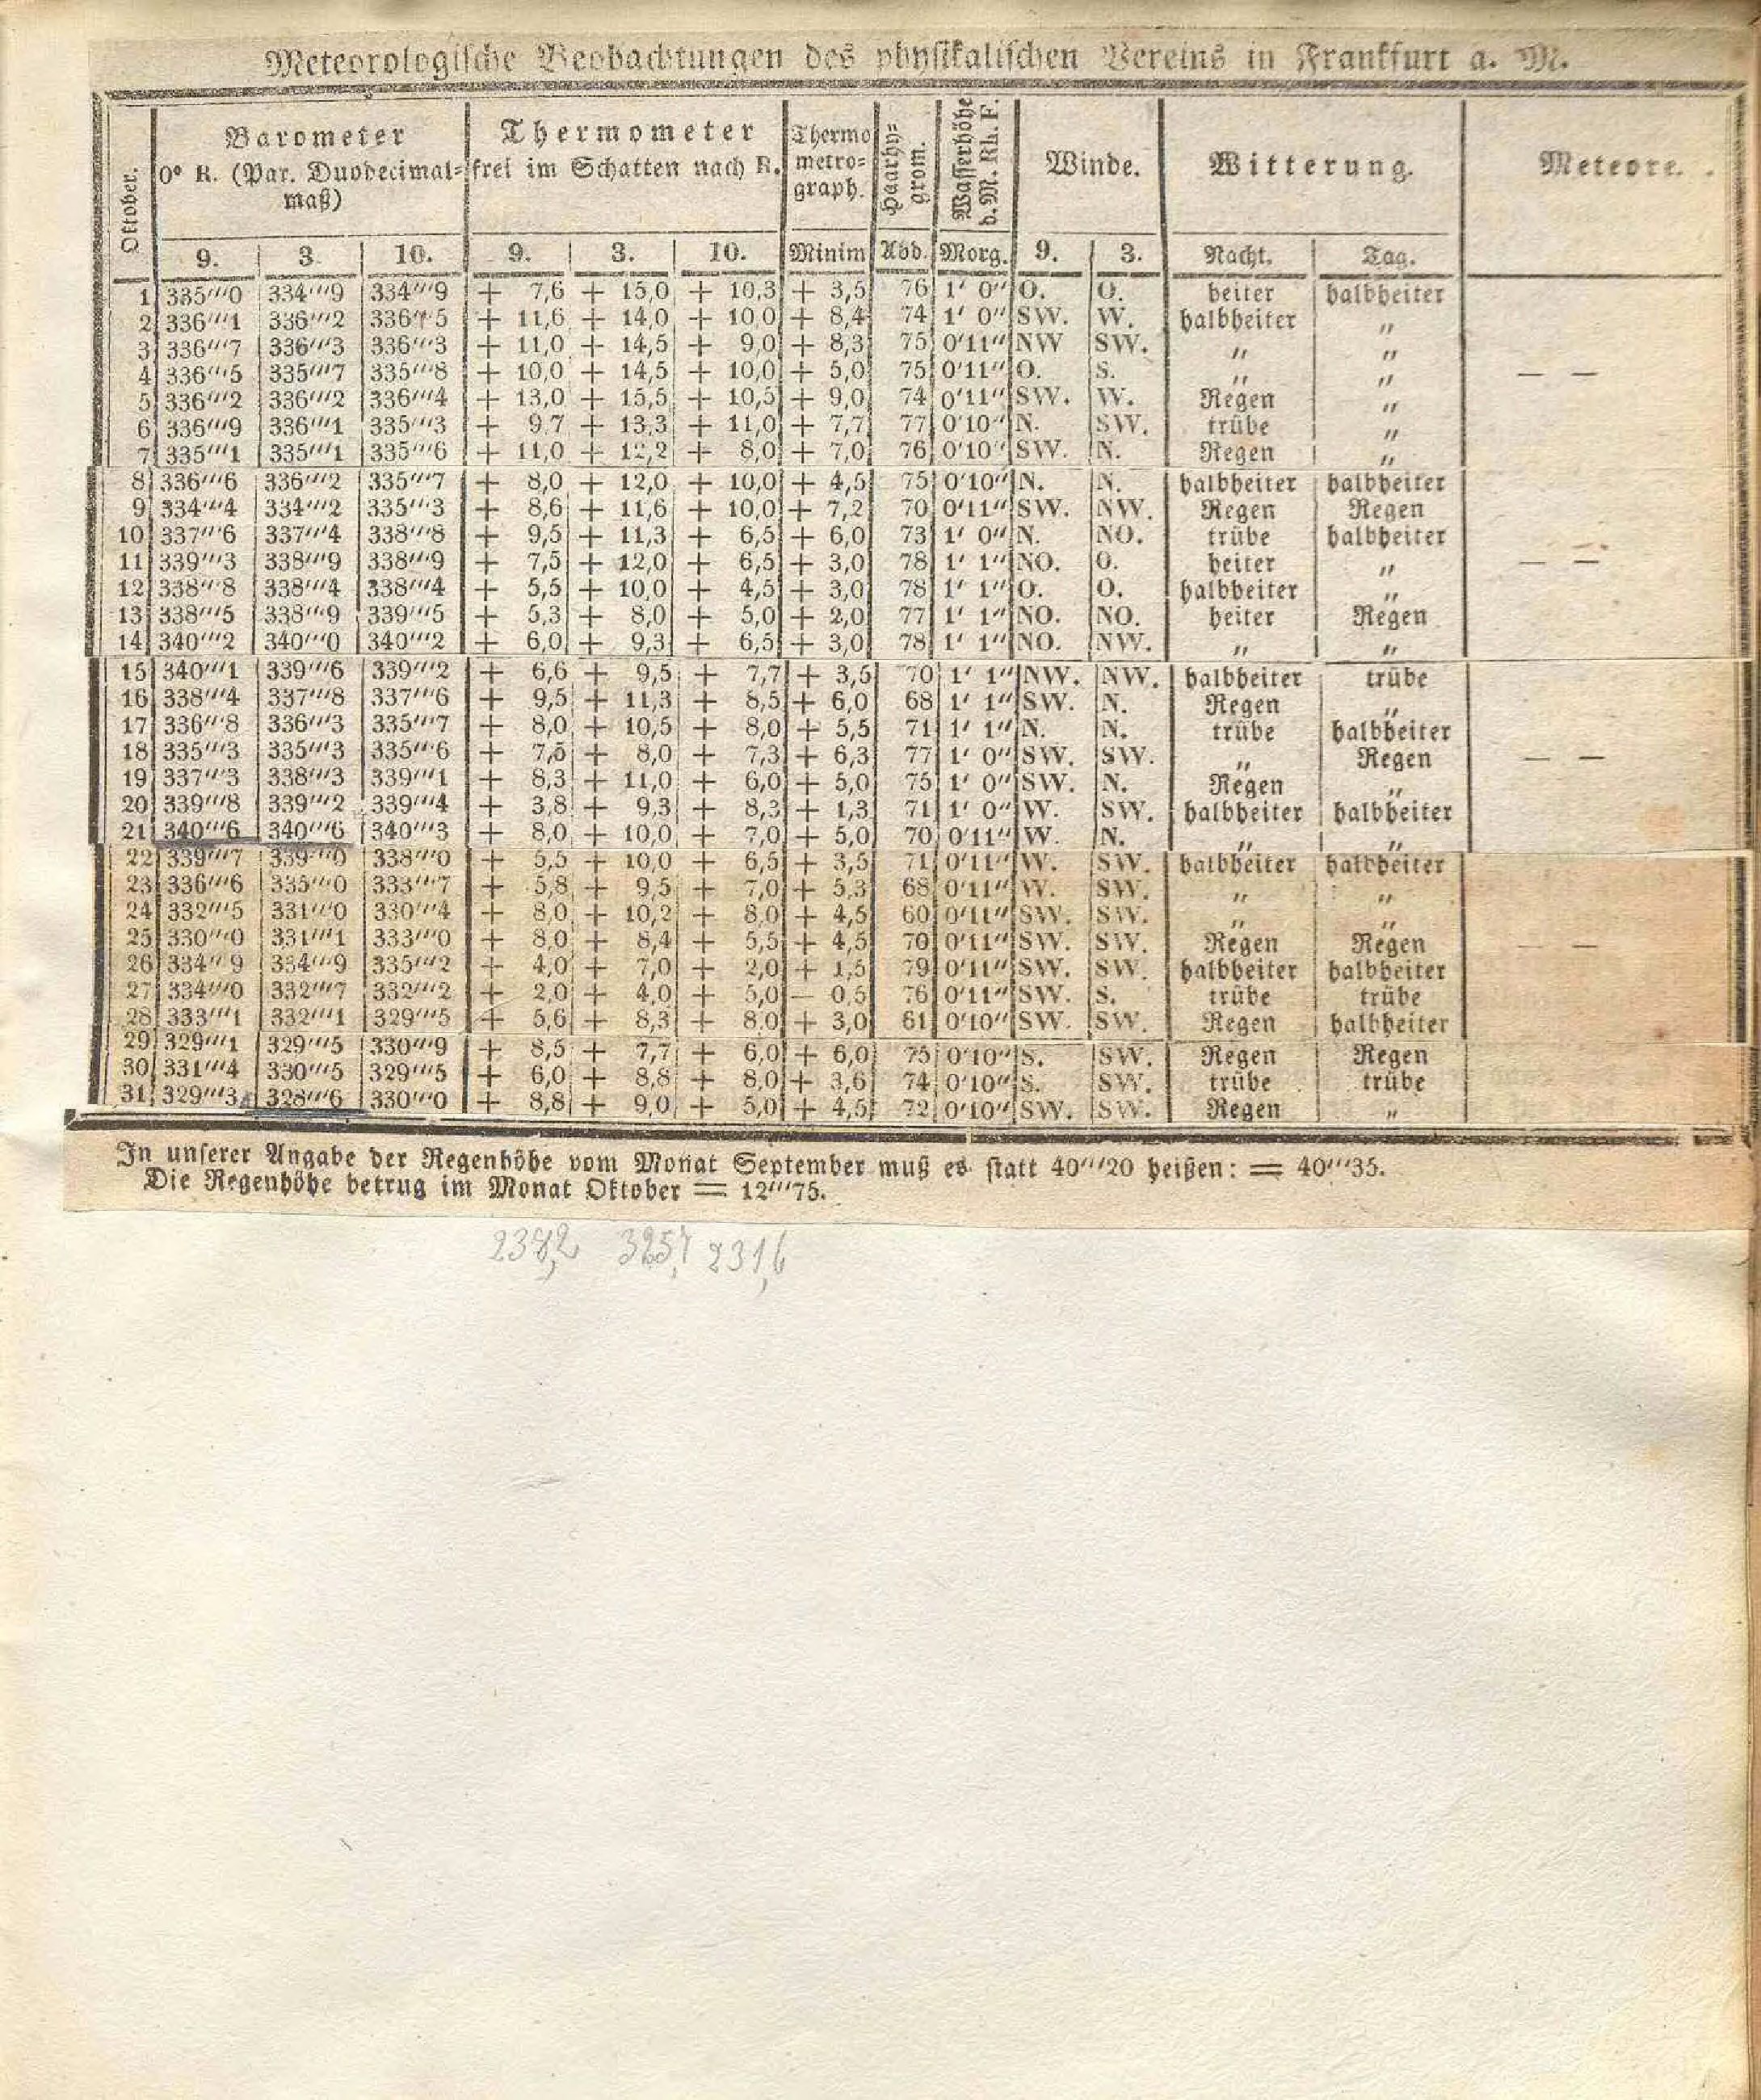 Meteorologische Beobachtungen des physikalischen Vereins in Frankfurt a. M.
Oktober. Barometer Thermometer Thermo Haarhy= Wasserhöhe Winde. Witterung. Meteore.
0° R. (Par. Duodecimal= frei im Schatten nach R. metro= grom. d. M. Rh. F.
maß) graph.
9. 3. 10. 9. 3. 10. Minim Abd. Morg. 9. 3. Nacht. Tag.
1 335'''0 334'''9 334'''9 + 7,6 + 15,0 + 10,3 + 3,5 76 1' 0'' O. O. heiter halbheiter
2 336'''1 336'''2 336'''5 + 11,6 + 14,0 + 10,0 + 8,4 74 1' 0'' SW. W. halbheiter "
3 336'''7 336'''3 336'''3 + 11,0 + 14,5 + 9,0 + 8,3 75 0'11'' NW SW. " "
4 336'''5 335'''7 335'''8 + 10,0 + 14,5 + 10,0 + 5,0 75 0'11'' O. S. " " — —
5 336'''2 336'''2 336'''4 + 13,0 + 15,5 + 10,5 + 9,0 74 0'11'' SW. W. Regen "
6 336'''9 336'''1 335'''3 + 9,7 + 13,3 + 11,0 + 7,7 77 0'10'' N. SW. trübe "
7 335'''1 335'''1 335'''6 + 11,0 + 12,2 + 8,0 + 7,0 76 0'10'' SW. N. Regen "
8 336'''6 336'''2 335'''7 + 8,0 + 12,0 + 10,0 + 4,5 75 0'10'' N. N. halbheiter halbheiter
9 334'''4 334'''2 335'''3 + 8,6 + 11,6 + 10,0 + 7,2 70 0'11'' SW. NW. Regen Regen
10 337'''6 337'''4 338'''8 + 9,5 + 11,3 + 6,5 + 6,0 73 1' 0'' N. NO. trübe halbheiter
11 339'''3 338'''9 338'''9 + 7,5 + 12,0 + 6,5 + 3,0 78 1' 1'' NO. O. heiter " — —
12 338'''8 338'''4 338'''4 + 5,5 + 10,0 + 4,5 + 3,0 78 1' 1'' O. O. halbheiter "
13 338'''5 338'''9 339'''5 + 5,3 + 8,0 + 5,0 + 2,0 77 1' 1'' NO. NO. heiter Regen
14 340'''2 340'''0 340'''2 + 6,0 + 9,3 + 6,5 + 3,0 78 1' 1'' NO. NW. " "
15 340'''1 339'''6 339'''2 + 6,6 + 9,5 + 7,7 + 3,5 70 1' 1'' NW. NW. halbheiter trübe
16 338'''4 337'''8 337'''6 + 9,5 + 11,3 + 8,5 + 6,0 68 1' 1'' SW. N. Regen "
17 336'''8 336'''3 335'''7 + 8,0 + 10,5 + 8,0 + 5,5 71 1' 1'' N. N. trübe halbheiter
18 335'''3 335'''3 335'''6 + 7,5 + 8,0 + 7,3 + 6,3 77 1' 0'' SW. SW. " Regen — —
19 337'''3 338'''3 339'''1 + 8,3 + 11,0 + 6,0 + 5,0 75 1' 0'' SW. N. Regen "
20 339'''8 339'''2 339'''4 + 3,8 + 9,3 + 8,3 + 1,3 71 1' 0'' W. SW. halbheiter halbheiter
21 340'''6 340'''6 340'''3 + 8,0 + 10,0 + 7,0 + 5,0 70 0'11'' W. N. " "
22 339'''7 339'''0 338'''0 + 5,5 + 10,0 + 6,5 + 3,5 71 0'11'' W. SW. halbheiter halbheiter
23 336'''6 335'''0 333'''7 + 5,8 + 9,5 + 7,0 + 5,3 68 0'11'' W. SW. " "
24 332'''5 331'''0 330'''4 + 8,0 + 10,2 + 8,0 + 4,5 60 0'11'' SW. SW. " "
25 330'''0 331'''1 333'''0 + 8,0 + 8,4 + 5,5 + 4,5 70 0'11'' SW. SW. Regen Regen — —
26 334'''9 334'''9 335'''2 + 4,0 + 7,0 + 2,0 + 1,5 79 0'11'' SW. SW. halbheiter halbheiter
27 334'''0 332'''7 332'''2 + 2,0 + 4,0 + 5,0 — 0,5 76 0'11'' SW. S. trübe trübe
28 333'''1 332'''1 329'''5 + 5,6 + 8,3 + 8,0 + 3,0 61 0'10'' SW. SW. Regen halbheiter
29 329'''1 329'''5 330'''9 + 8,5 + 7,7 + 6,0 + 6,0 75 0'10'' S. SW. Regen Regen
30 331'''4 330'''5 329'''5 + 6,0 + 8,8 + 8,0 + 3,6 74 0'10'' S. SW. trübe trübe
31 329'''3 328'''6 330'''0 + 8,8 + 9,0 + 5,0 + 4,5 72 0'10'' SW. SW. Regen "
In unserer Angabe der Regenhöhe vom Monat September muß es statt 40'''20 heißen: = 40'''35.
Die Regenhöhe betrug im Monat Oktober = 12'''75.
238,2 325,7 231,6